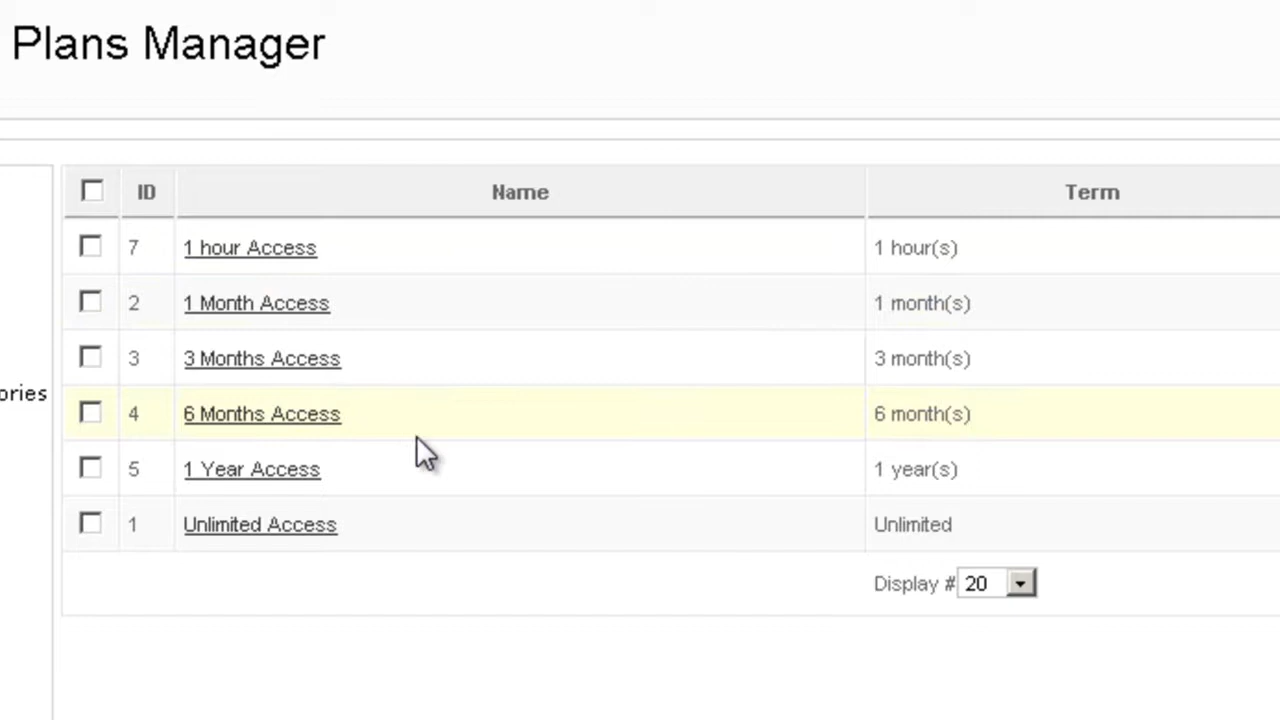 Plans Manager
ID Name Term
7 1 hour Access 1 hour(s)
2 1 Month Access 1 month(s)
3 3 Months Access 3 month(s)
ories
4 6 Months Access 6 month(s)
5 1 Year Access 1 year(s)
1 Unlimited Access Unlimited
Display # 20